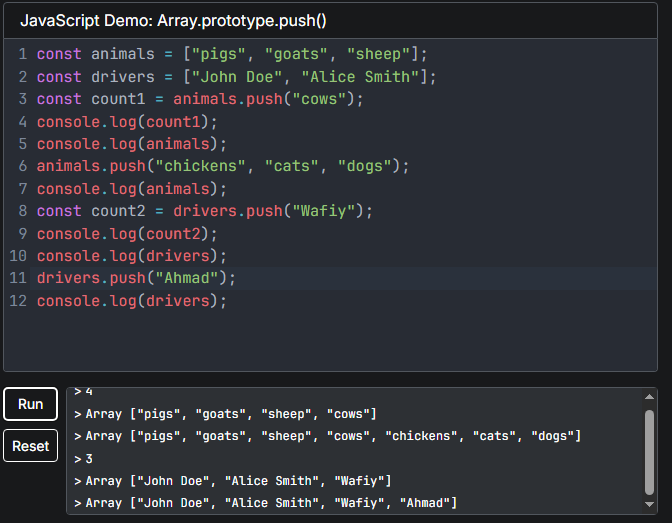 JavaScript Demo: Array.prototype.push()
1 const animals = ["pigs", "goats", "sheep"];
2 const drivers = ["John Doe", "Alice Smith"];
3 const count1 = animals.push("cows");
4 console.log(count1);
5 console.log(animals);
6 animals.push("chickens", "cats", "dogs");
7 console.log(animals);
8 const count2 = drivers.push("Wafiy");
9 console.log(count2);
10 console.log(drivers);
11 drivers.push("Ahmad");
12 console.log(drivers);
Run
Reset
> 4
> Array ["pigs", "goats", "sheep", "cows"]
> Array ["pigs", "goats", "sheep", "cows", "chickens", "cats", "dogs"]
> 3
> Array ["John Doe", "Alice Smith", "Wafiy"]
> Array ["John Doe", "Alice Smith", "Wafiy", "Ahmad"]